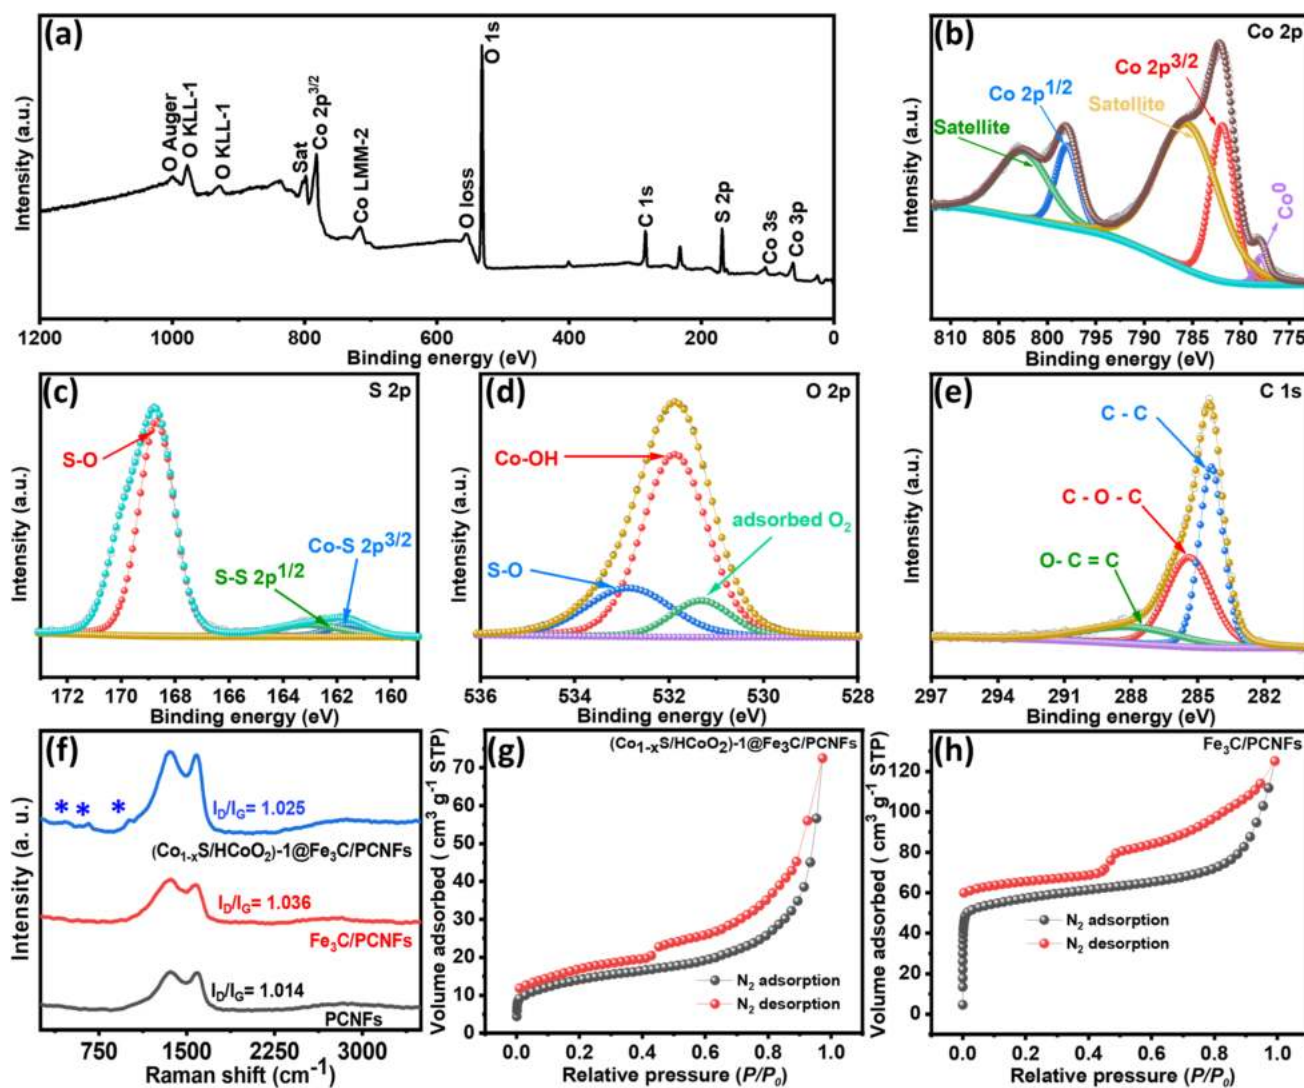 (a)
Intensity (a.u.)
O Auger
O KLL-1
O KLL-1
Sat
Co 2p3/2
Co LMM-2
O loss
O 1s
C 1s
S 2p
Co 3s
Co 3p
1200 1000 800 600 400 200 0
Binding energy (eV)
(b)
Co 2p
Intensity (a.u.)
Co 2p3/2
Co 2p1/2
Satellite
Satellite
Co0
810 805 800 795 790 785 780 775
Binding energy (eV)
(c)
S 2p
Intensity (a.u.)
S-O
Co-S 2p3/2
S-S 2p1/2
172 170 168 166 164 162 160
Binding energy (eV)
(d)
O 2p
Intensity (a.u.)
Co-OH
adsorbed O2
S-O
536 534 532 530 528
Binding energy (eV)
(e)
C 1s
Intensity (a.u.)
C - C
C - O - C
O- C = C
297 294 291 288 285 282
Binding energy (eV)
(f)
Intensity (a. u.)
* * *
ID/IG= 1.025
(Co1-xS/HCoO2)-1@Fe3C/PCNFs
ID/IG= 1.036
Fe3C/PCNFs
ID/IG= 1.014
PCNFs
750 1500 2250 3000
Raman shift (cm-1)
(g)
(Co1-xS/HCoO2)-1@Fe3C/PCNFs
Volume adsorbed ( cm3 g-1 STP)
70
60
50
40
30
20
10
0
N2 adsorption
N2 desorption
0.0 0.2 0.4 0.6 0.8 1.0
Relative pressure (P/P0)
(h)
Fe3C/PCNFs
Volume adsorbed ( cm3 g-1 STP)
120
100
80
60
40
20
0
N2 adsorption
N2 desorption
0.0 0.2 0.4 0.6 0.8 1.0
Relative pressure (P/P0)